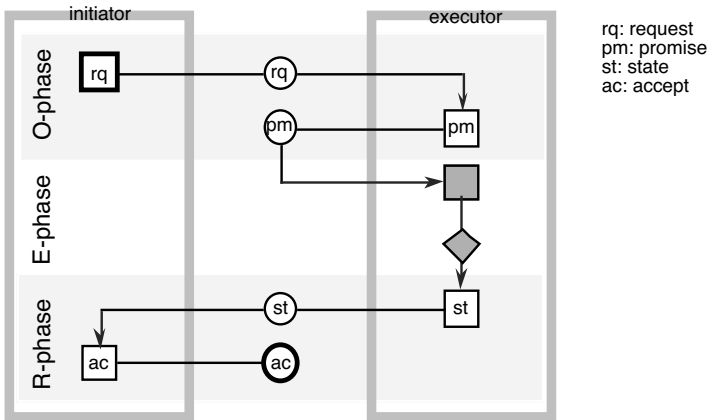 initiator
executor
O-phase
rq
rq
pm
pm
E-phase
R-phase
st
st
ac
ac
rq: request
pm: promise
st: state
ac: accept